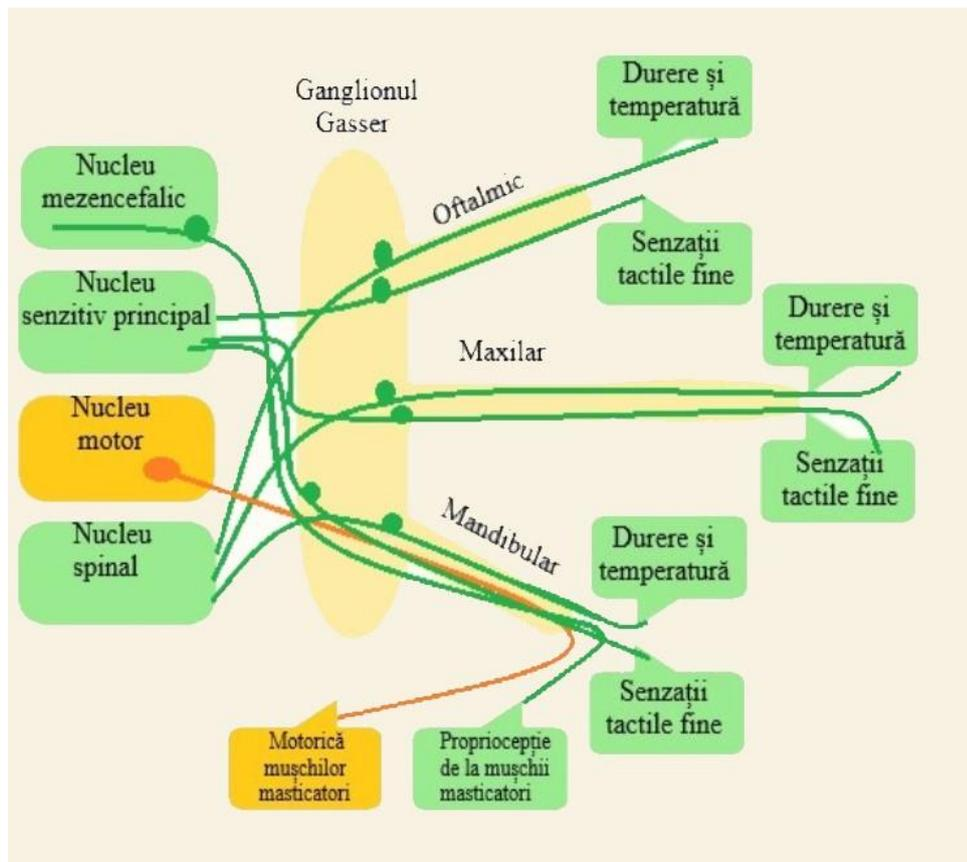 Ganglionul
Gasser
Durere și
temperatură
Nucleu
mezencefalic
Oftalmic
Senzații
tactile fine
Nucleu
senzitiv principal
Durere și
temperatură
Maxilar
Nucleu
motor
Senzații
tactile fine
Mandibular
Nucleu
spinal
Durere și
temperatură
Senzații
tactile fine
Motorică
mușchilor
masticatori
Propriocepție
de la mușchii
masticatori